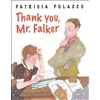 PATRICIA POLACCO
Thank you,
Mr. Falker